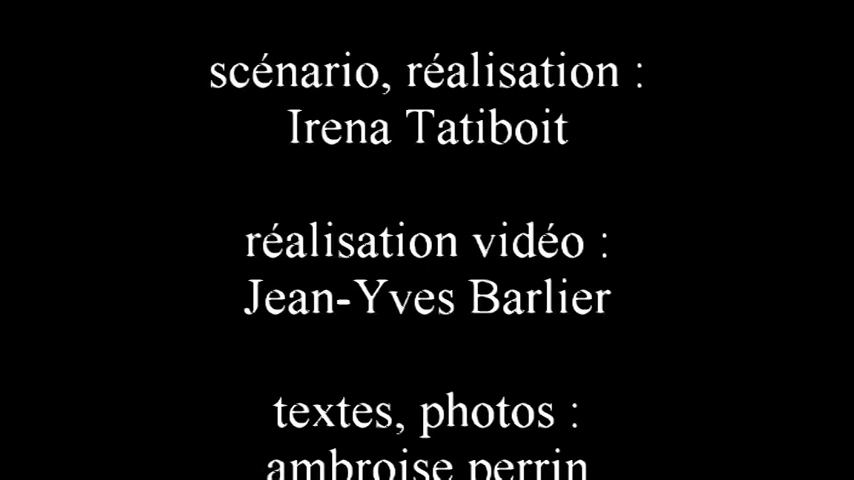 scénario, réalisation :
Irena Tatiboit
réalisation vidéo :
Jean-Yves Barlier
textes, photos :
ambroise perrin